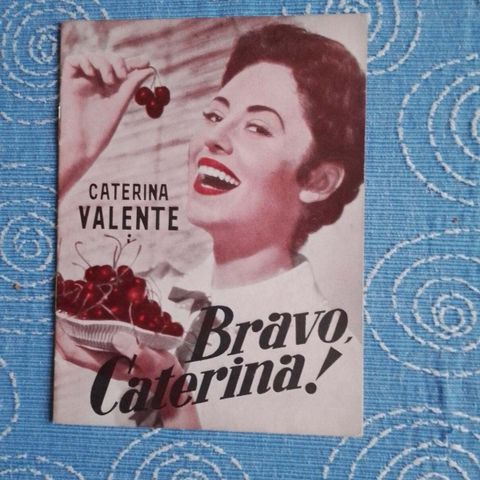 CATERINA
VALENTE
i
Bravo,
Caterina!